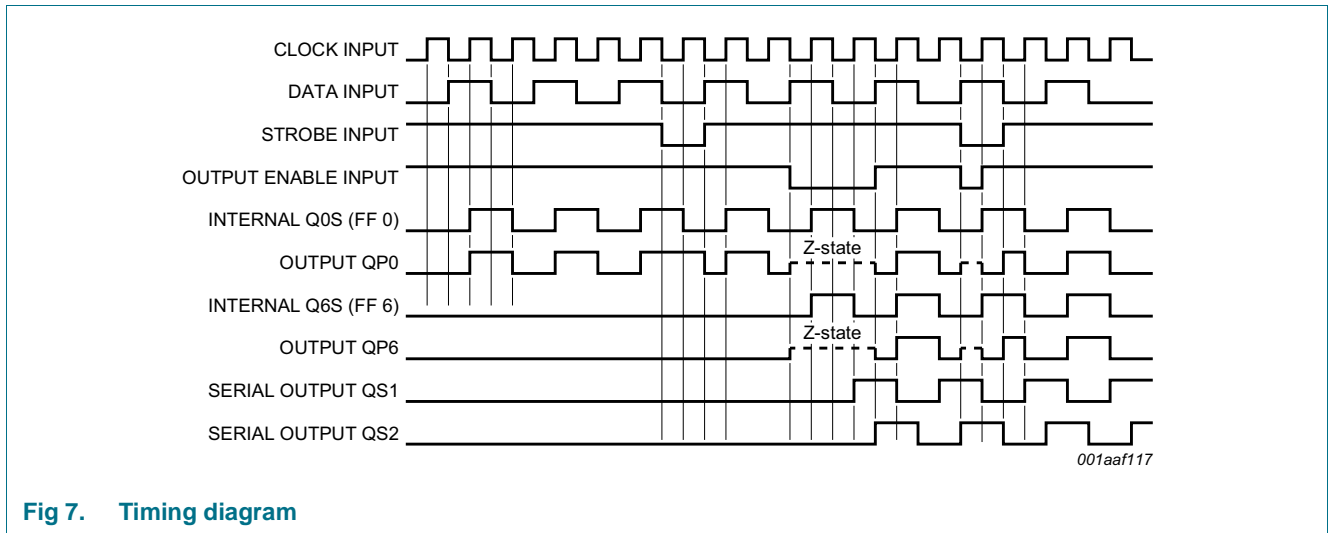 CLOCK INPUT
DATA INPUT
STROBE INPUT
OUTPUT ENABLE INPUT
INTERNAL Q0S (FF 0)
Z-state
OUTPUT QP0
INTERNAL Q6S (FF 6)
Z-state
OUTPUT QP6
SERIAL OUTPUT QS1
SERIAL OUTPUT QS2
001aaf117
Fig 7. Timing diagram